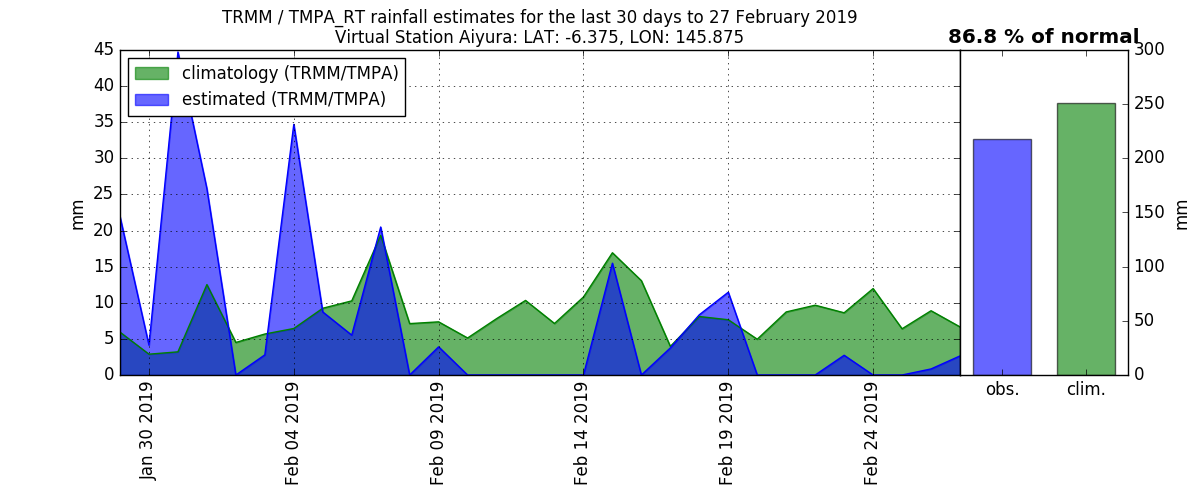 TRMM / TMPA_RT rainfall estimates for the last 30 days to 27 February 2019
Virtual Station Aiyura: LAT: -6.375, LON: 145.875
86.8 % of normal
climatology (TRMM/TMPA)
estimated (TRMM/TMPA)
mm
45
40
35
30
25
20
15
10
5
0
Jan 30 2019
Feb 04 2019
Feb 09 2019
Feb 14 2019
Feb 19 2019
Feb 24 2019
obs.
clim.
300
250
200
150
100
50
0
mm